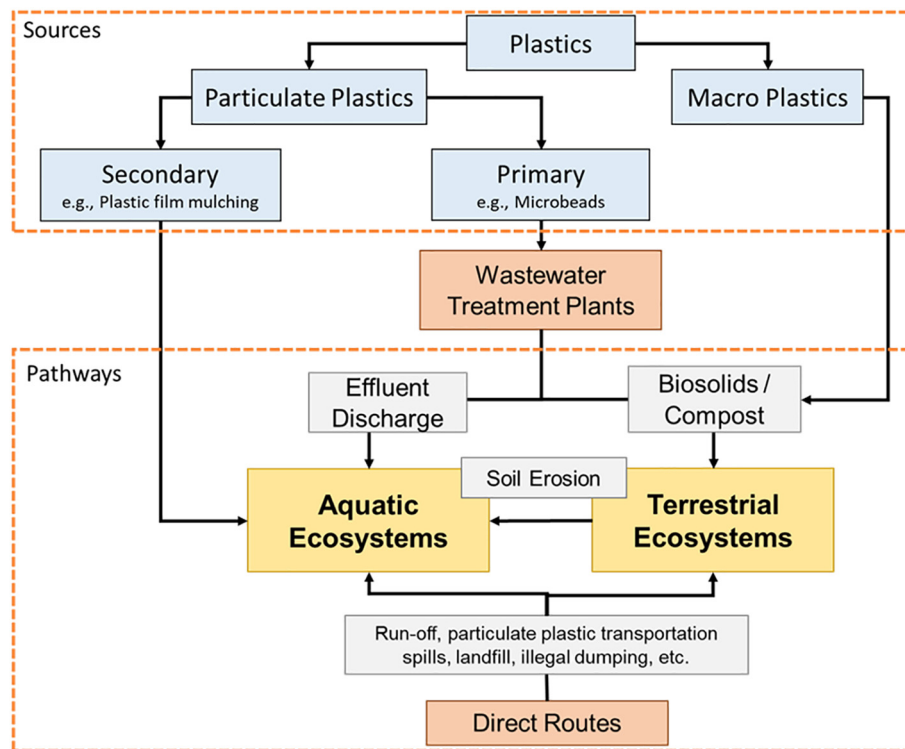 Sources
Plastics
Particulate Plastics
Macro Plastics
Secondary
e.g., Plastic film mulching
Primary
e.g., Microbeads
Wastewater
Treatment Plants
Pathways
Effluent
Discharge
Biosolids /
Compost
Soil Erosion
Aquatic
Ecosystems
Terrestrial
Ecosystems
Run-off, particulate plastic transportation
spills, landfill, illegal dumping, etc.
Direct Routes